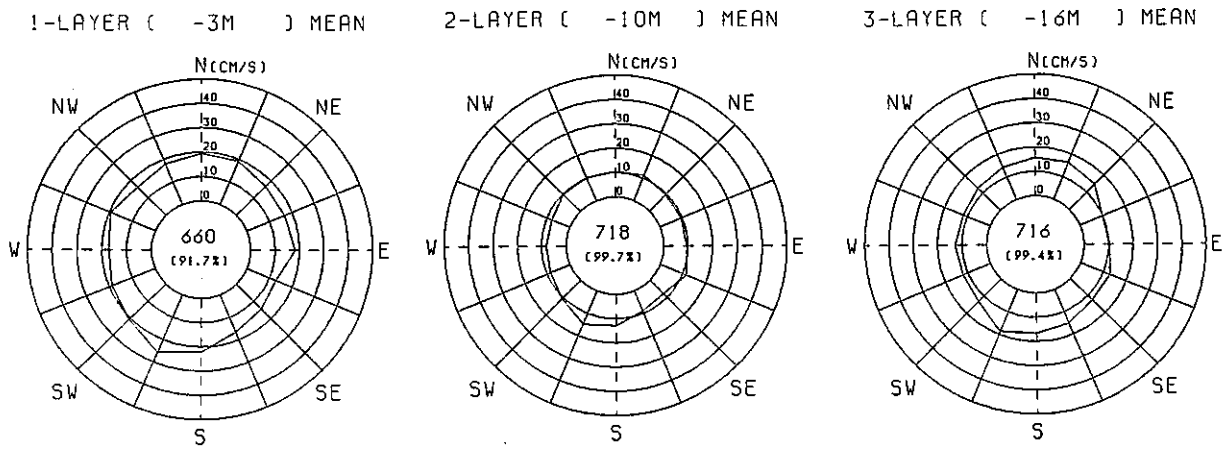 1-LAYER ( -3M ) MEAN
N(CM/S)
NW
NE
40
30
20
10
0
W
660
(91.7%)
E
SW
SE
S
2-LAYER ( -10M ) MEAN
N(CM/S)
NW
NE
40
30
20
10
0
W
718
(99.7%)
E
SW
SE
S
3-LAYER ( -16M ) MEAN
N(CM/S)
NW
NE
40
30
20
10
0
W
716
(99.4%)
E
SW
SE
S